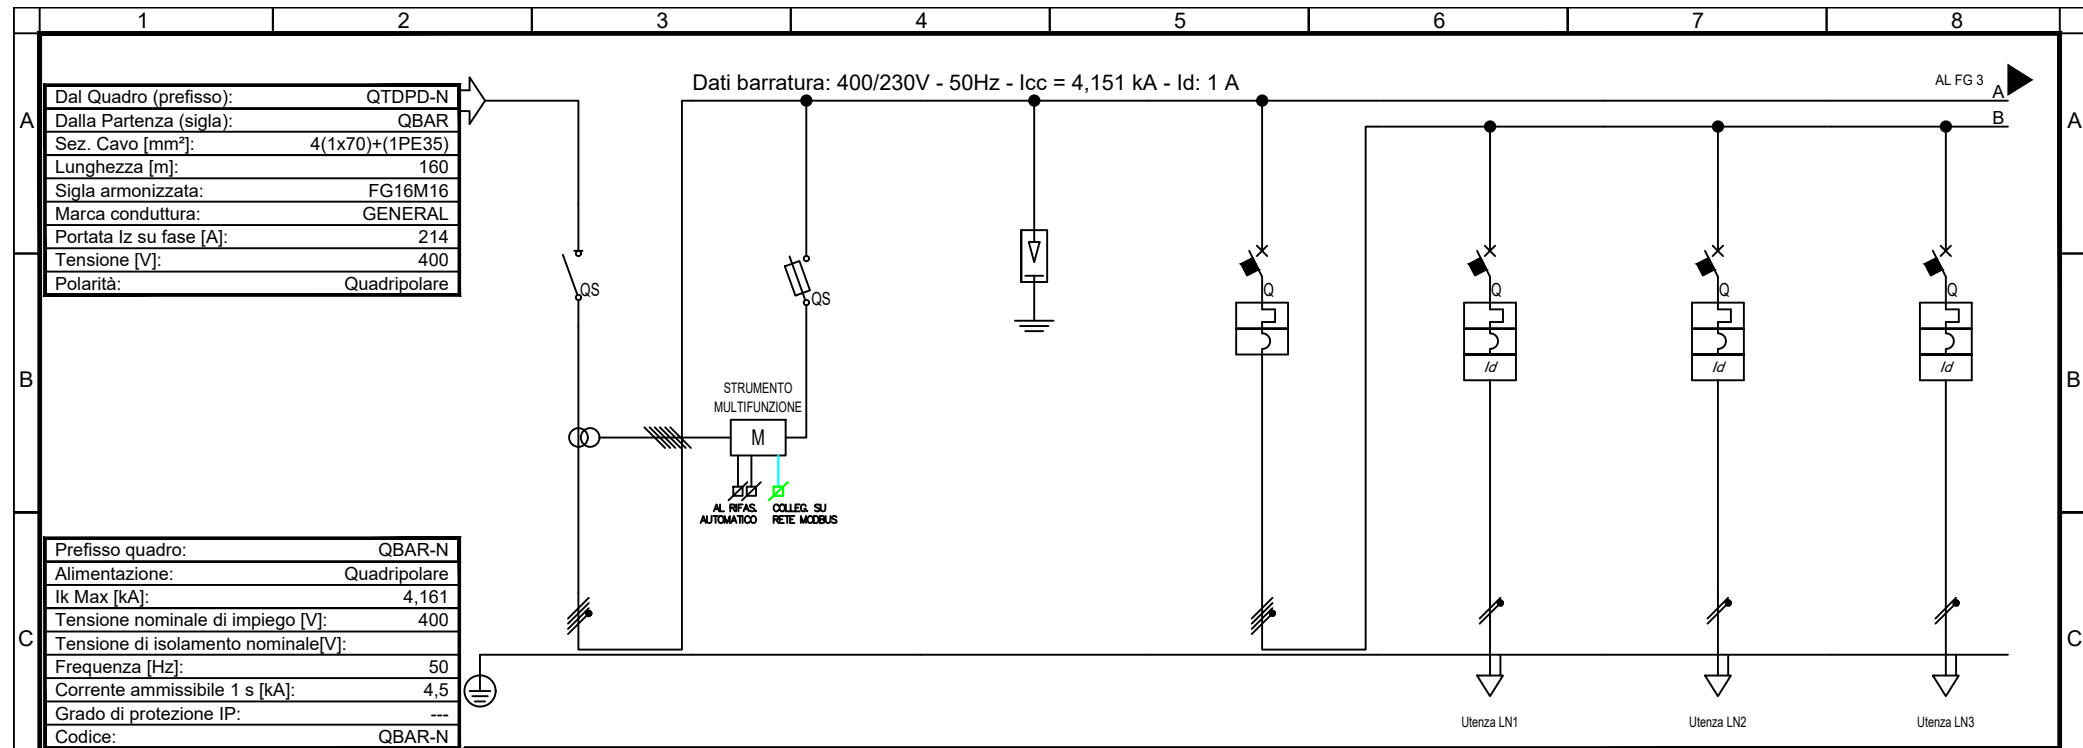 1 2 3 4 5 6 7 8
Dati barratura: 400/230V - 50Hz - Icc = 4,151 kA - Id: 1 A
AL FG 3
A
B
A
A
Dal Quadro (prefisso): QTDPD-N
Dalla Partenza (sigla): QBAR
Sez. Cavo [mm²]: 4(1x70)+(1PE35)
Lunghezza [m]: 160
Sigla armonizzata: FG16M16
Marca conduttura: GENERAL
Portata Iz su fase [A]: 214
Tensione [V]: 400
Polarità: Quadripolare
QS
QS
Q
Q
Q
Q
Id
Id
Id
B
B
STRUMENTO
MULTIFUNZIONE
M
AL RIFAS.
AUTOMATICO
COLLEG. SU
RETE MODBUS
Prefisso quadro: QBAR-N
Alimentazione: Quadripolare
Ik Max [kA]: 4,161
Tensione nominale di impiego [V]: 400
Tensione di isolamento nominale[V]:
Frequenza [Hz]: 50
Corrente ammissibile 1 s [kA]: 4,5
Grado di protezione IP: ---
Codice: QBAR-N
C
C
Utenza LN1
Utenza LN2
Utenza LN3